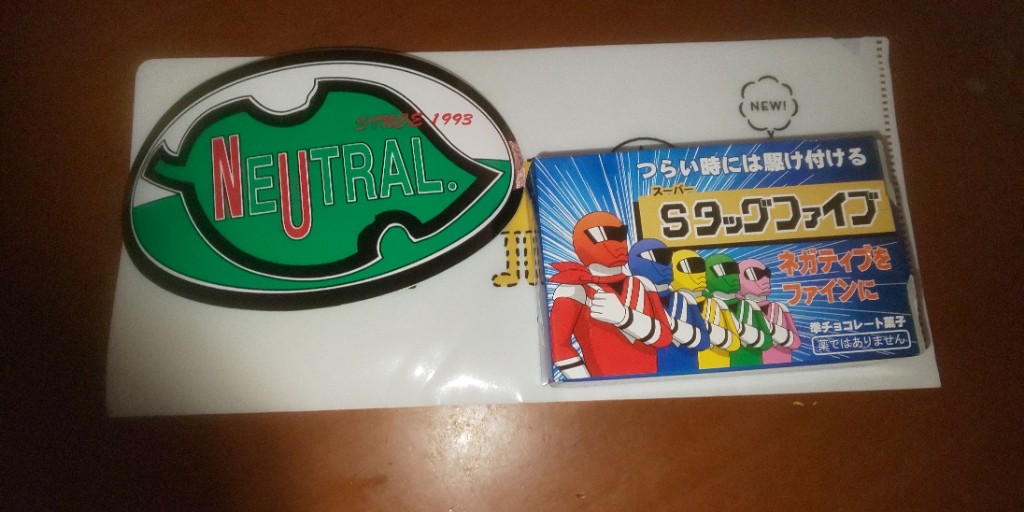 SINCE 1993
NEUTRAL.
NEW!
つらい時には駆け付ける
スーパー
Sタッグファイブ
ネガティブを
ファインに
準チョコレート菓子
薬ではありません